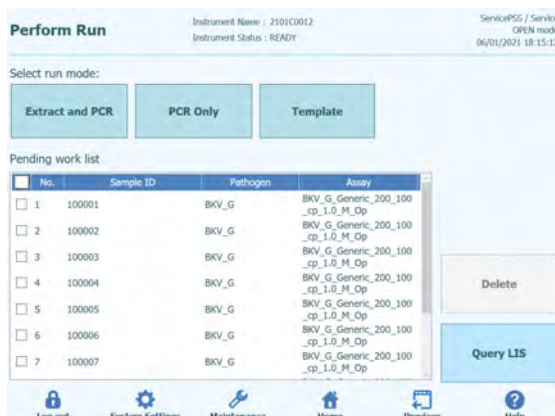 Perform Run
Instrument Name : 2101C0012
Instrument Status : READY
ServicePSS / Service
OPEN mode
06/01/2021 18:15:12
Select run mode:
Extract and PCR
PCR Only
Template
Pending work list
No. Sample ID Pathogen Assay
1 100001 BKV_G BKV_G_Generic_200_100
_cp_1.0_M_Op
2 100002 BKV_G BKV_G_Generic_200_100
_cp_1.0_M_Op
3 100003 BKV_G BKV_G_Generic_200_100
_cp_1.0_M_Op
4 100004 BKV_G BKV_G_Generic_200_100
_cp_1.0_M_Op
5 100005 BKV_G BKV_G_Generic_200_100
_cp_1.0_M_Op
6 100006 BKV_G BKV_G_Generic_200_100
_cp_1.0_M_Op
7 100007 BKV_G BKV_G_Generic_200_100
_cp_1.0_M_Op
Delete
Query LIS
Log out System Settings Maintenance Home Previous Help